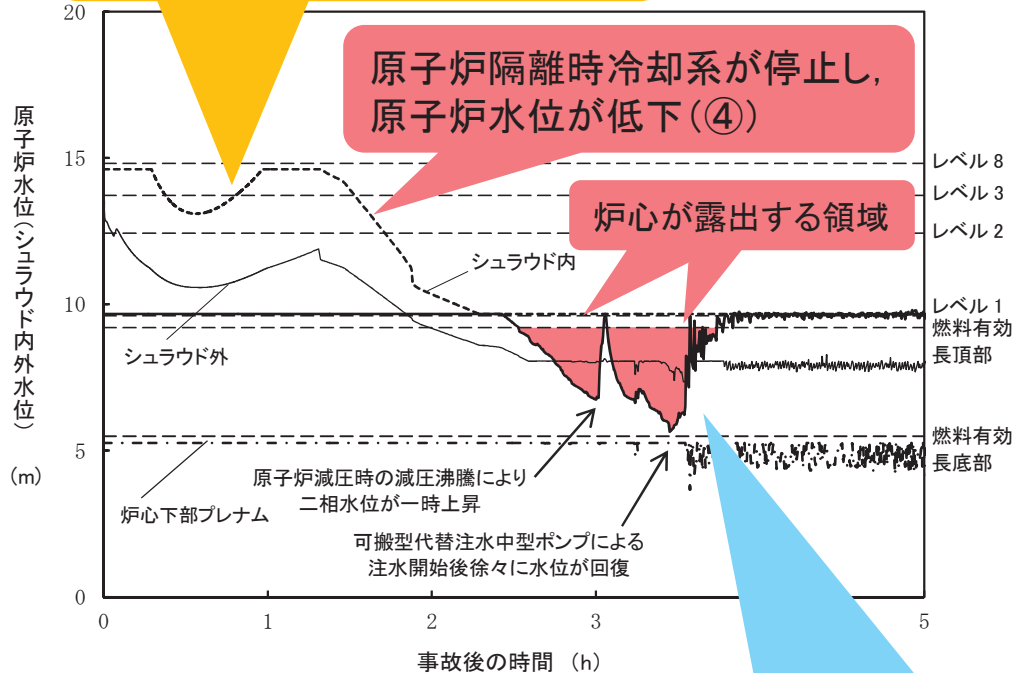 20
15
10
5
0
原子炉水位(シュラウド内外水位)
(m)
原子炉隔離時冷却系が停止し,
原子炉水位が低下(④)
炉心が露出する領域
レベル 8
レベル 3
レベル 2
レベル 1
燃料有効
長頂部
燃料有効
長底部
シュラウド内
シュラウド外
原子炉減圧時の減圧沸騰により
二相水位が一時上昇
炉心下部プレナム
可搬型代替注水中型ポンプによる
注水開始後徐々に水位が回復
0 1 2 3 5
事故後の時間 (h)